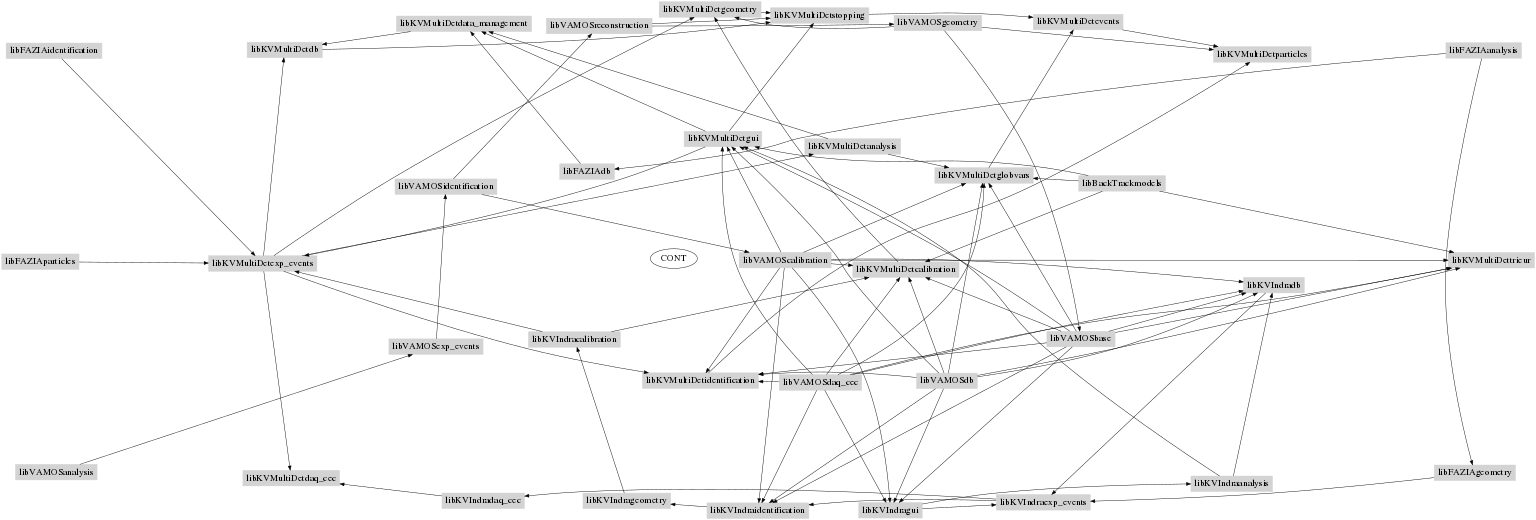 libKVMultiDetgeometry
libKVMultiDetstopping
libKVMultiDetdata_management
libVAMOSreconstruction
libVAMOSgeometry
libKVMultiDetevents
libFAZIAidentification
libKVMultiDetdb
libKVMultiDetparticles
libFAZIAanalysis
libKVMultiDetgui
libKVMultiDetanalysis
libFAZIAdb
libKVMultiDetglobvars
libBackTrackmodels
libVAMOSidentification
libFAZIAparticles
libKVMultiDetexp_events
CONT
libVAMOScalibration
libKVMultiDetcalibration
libKVMultiDettricur
libKVIndradb
libVAMOSexp_events
libKVIndracalibration
libVAMOSbase
libKVMultiDetidentification
libVAMOSdaq_cec
libVAMOSdb
libVAMOSanalysis
libKVMultiDetdaq_cec
libFAZIAgeometry
libKVIndraanalysis
libKVIndradaq_cec
libKVIndrageometry
libKVIndraidentification
libKVIndragui
libKVIndraexp_events